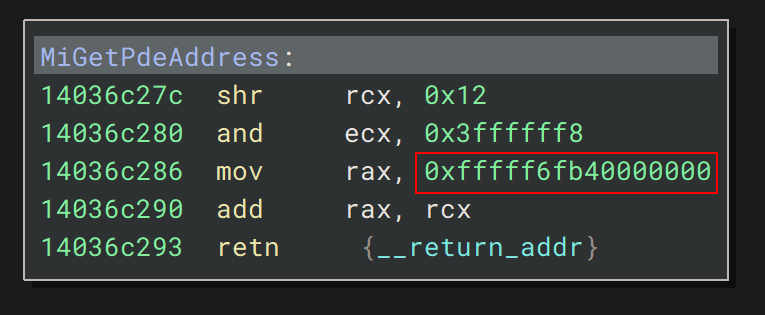 MiGetPdeAddress:
14036c27c shr rcx, 0x12
14036c280 and ecx, 0x3ffffff8
14036c286 mov rax, 0xfffff6fb40000000
14036c290 add rax, rcx
14036c293 retn {__return_addr}